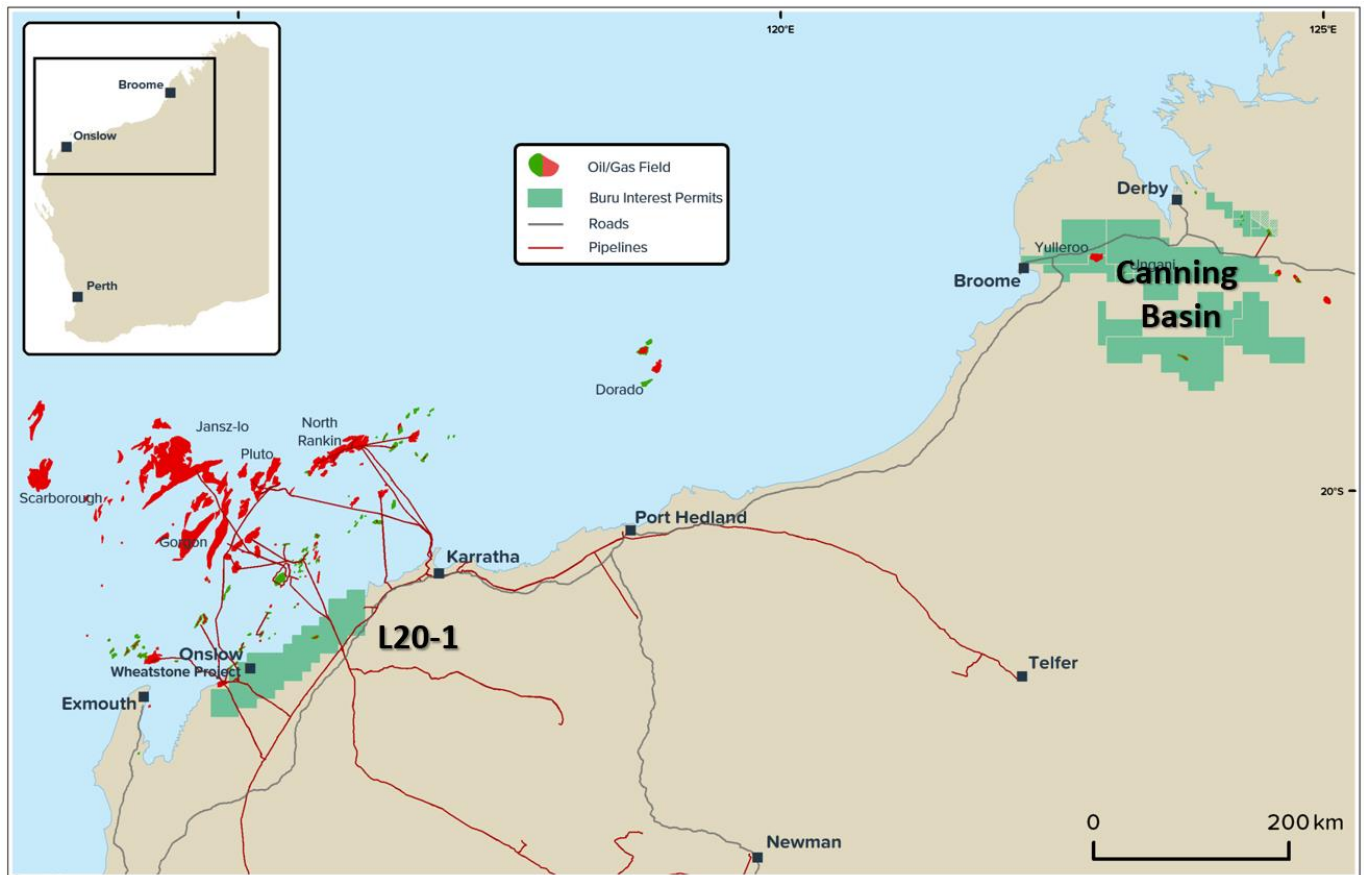 120°E
125°E
Broome
Onslow
Perth
Oil/Gas Field
Buru Interest Permits
Roads
Pipelines
Derby
Yulleroo
Ungani
Broome
Canning
Basin
Dorado
Jansz-Io
North
Rankin
Pluto
Scarborough
20°S
Gorgon
Port Hedland
Karratha
L20-1
Onslow
Wheatstone Project
Exmouth
Telfer
Newman
0
200 km